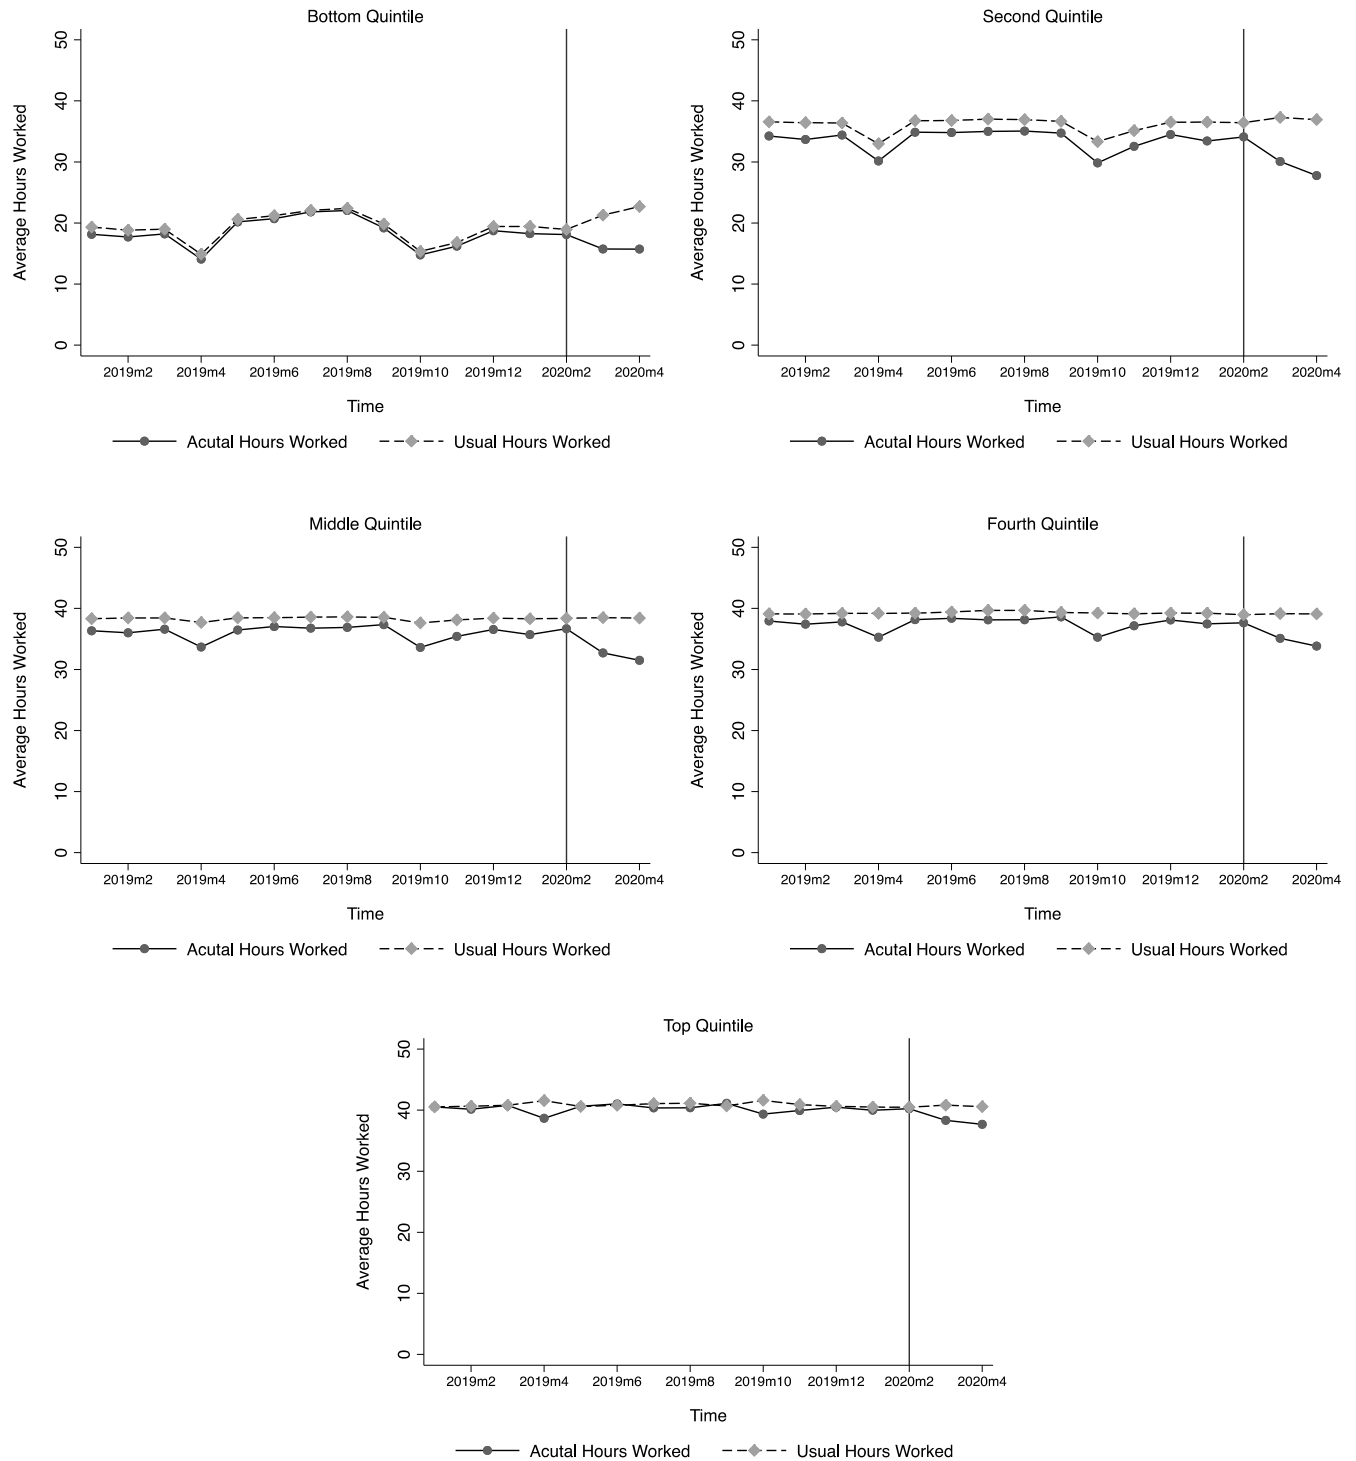 Bottom Quintile
Average Hours Worked
50
40
30
20
10
0
2019m2 2019m4 2019m6 2019m8 2019m10 2019m12 2020m2 2020m4
Time
Acutal Hours Worked Usual Hours Worked
Second Quintile
Average Hours Worked
50
40
30
20
10
0
2019m2 2019m4 2019m6 2019m8 2019m10 2019m12 2020m2 2020m4
Time
Acutal Hours Worked Usual Hours Worked
Middle Quintile
Average Hours Worked
50
40
30
20
10
0
2019m2 2019m4 2019m6 2019m8 2019m10 2019m12 2020m2 2020m4
Time
Acutal Hours Worked Usual Hours Worked
Fourth Quintile
Average Hours Worked
50
40
30
20
10
0
2019m2 2019m4 2019m6 2019m8 2019m10 2019m12 2020m2 2020m4
Time
Acutal Hours Worked Usual Hours Worked
Top Quintile
Average Hours Worked
50
40
30
20
10
0
2019m2 2019m4 2019m6 2019m8 2019m10 2019m12 2020m2 2020m4
Time
Acutal Hours Worked Usual Hours Worked